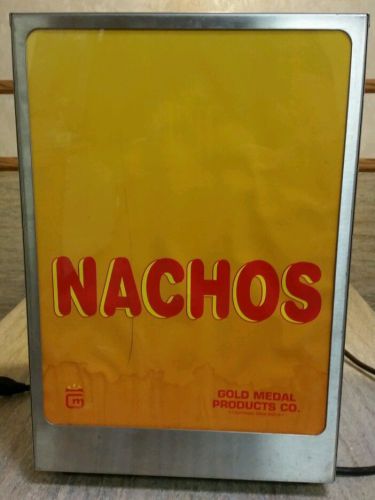 NACHOS
GOLD MEDAL
PRODUCTS CO.
m